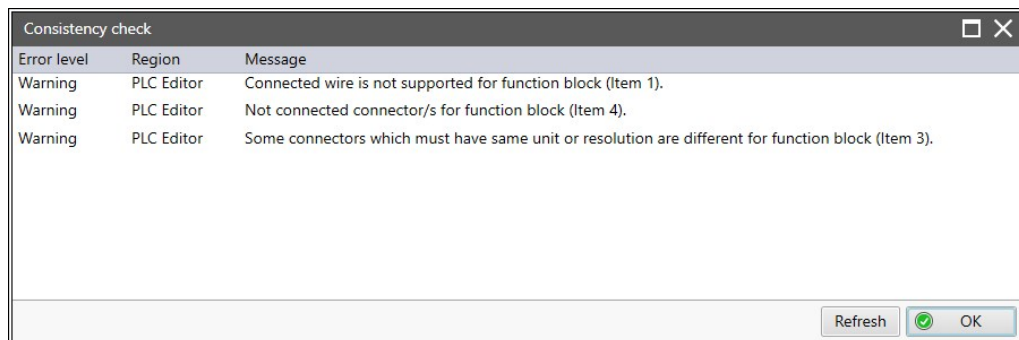 Consistency check
Error level Region Message
Warning PLC Editor Connected wire is not supported for function block (Item 1).
Warning PLC Editor Not connected connector/s for function block (Item 4).
Warning PLC Editor Some connectors which must have same unit or resolution are different for function block (Item 3).
Refresh OK